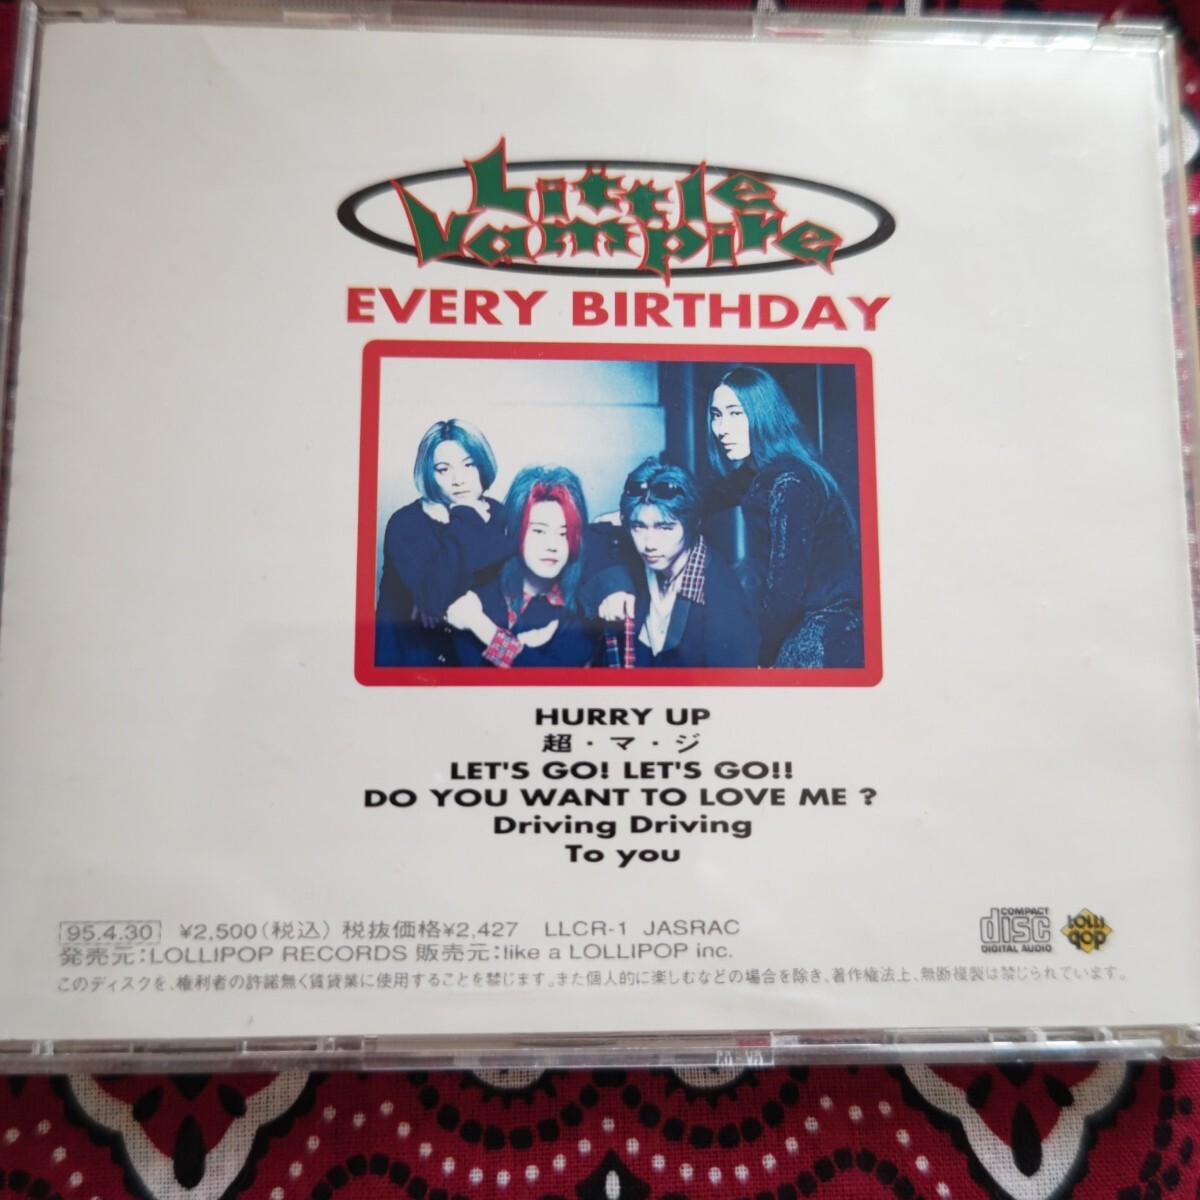 Little
Vampire
EVERY BIRTHDAY
HURRY UP
超・マ・ジ
LET'S GO! LET'S GO!!
DO YOU WANT TO LOVE ME ?
Driving Driving
To you
95.4.30 ¥2,500(税込) 税抜価格¥2,427 LLCR-1 JASRAC
発売元:LOLLIPOP RECORDS 販売元:like a LOLLIPOP inc.
このディスクを、権利者の許諾無く賃貸業に使用することを禁じます。また個人的に楽しむなどの場合を除き、著作権法上、無断複製は禁じられています。
COMPACT
disc
DIGITAL AUDIO
LOLLI
POP